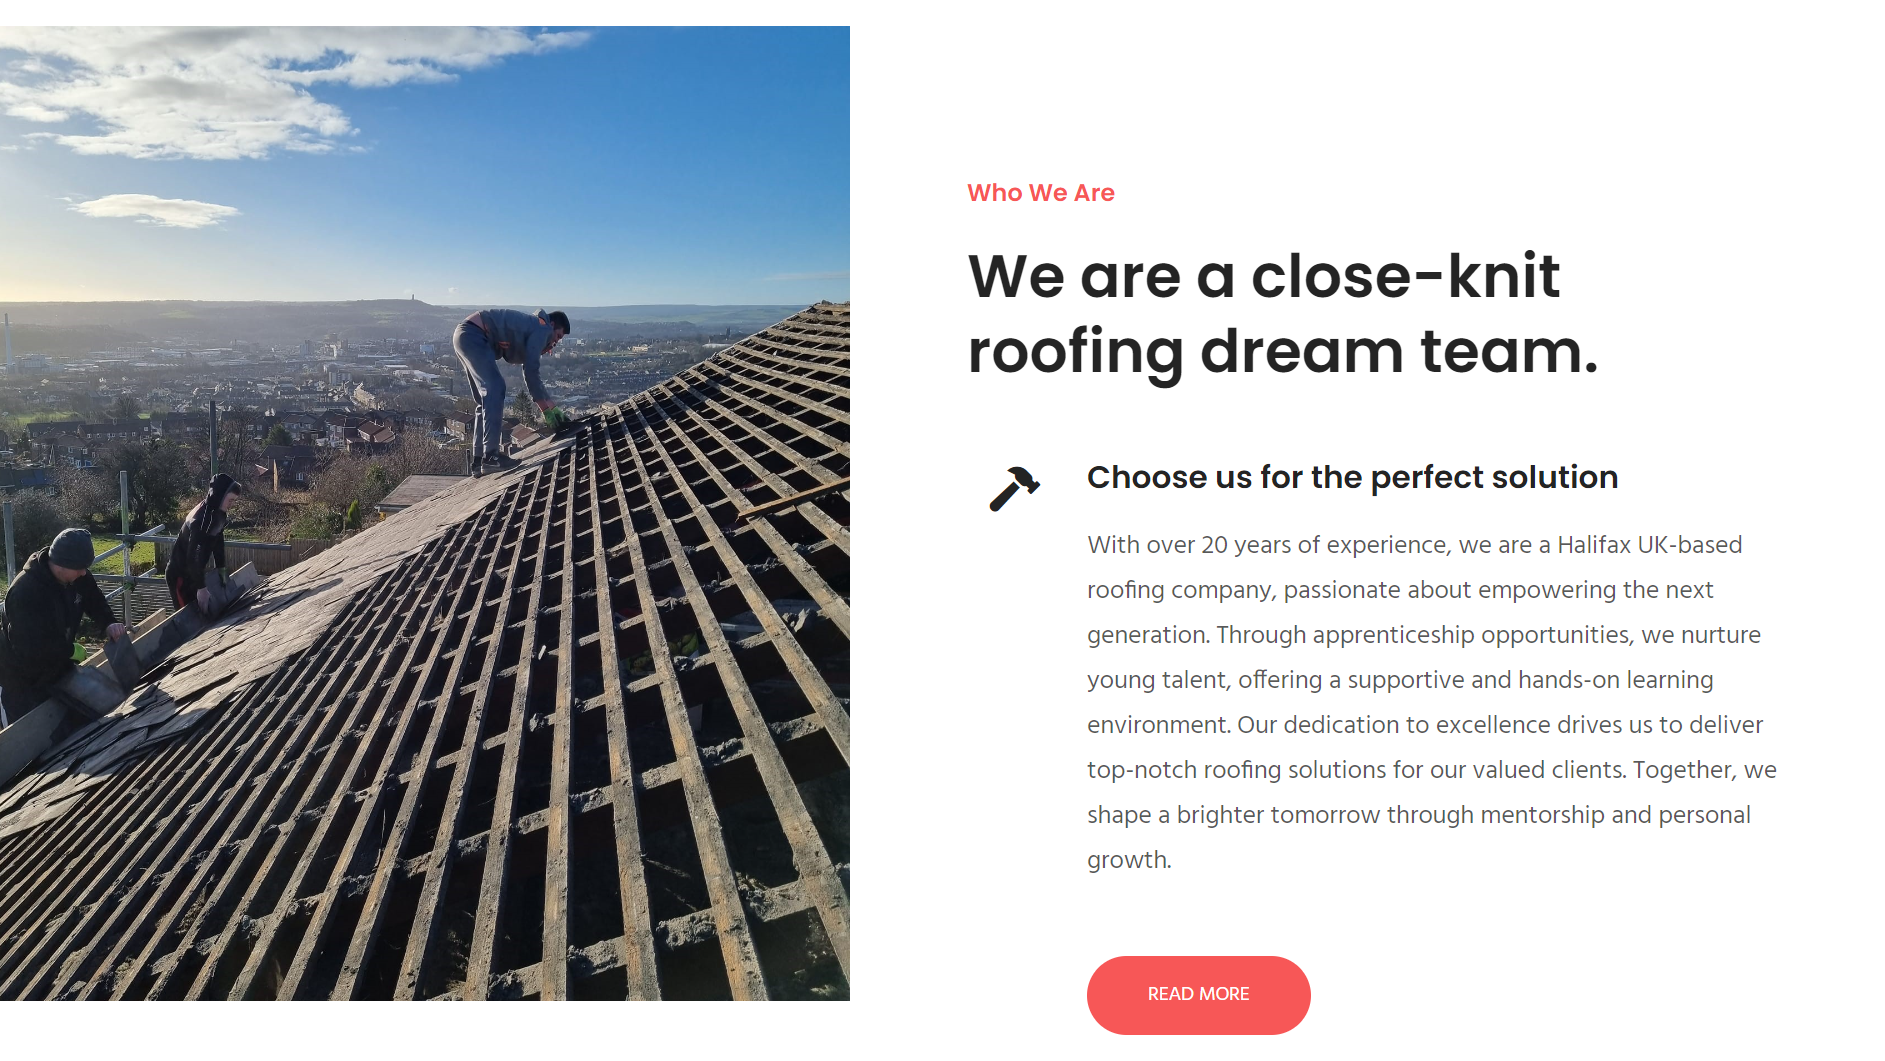 Who We Are
We are a close-knit
roofing dream team.
Choose us for the perfect solution
With over 20 years of experience, we are a Halifax UK-based
roofing company, passionate about empowering the next
generation. Through apprenticeship opportunities, we nurture
young talent, offering a supportive and hands-on learning
environment. Our dedication to excellence drives us to deliver
top-notch roofing solutions for our valued clients. Together, we
shape a brighter tomorrow through mentorship and personal
growth.
READ MORE